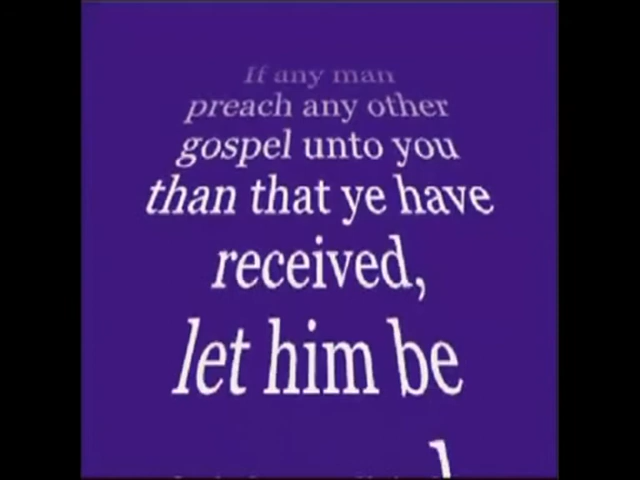 If any man
preach any other
gospel unto you
than that ye have
received,
let him be